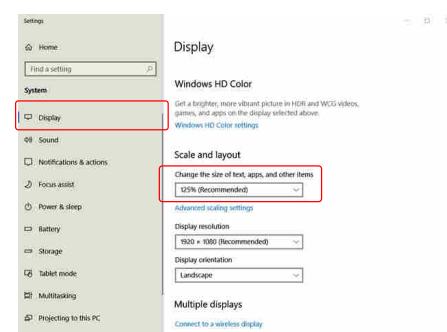 Settings
Home
Find a setting
System
Display
Sound
Notifications & actions
Focus assist
Power & sleep
Battery
Storage
Tablet mode
Multitasking
Projecting to this PC
Display
Windows HD Color
Get a brighter, more vibrant picture in HDR and WCG videos,
games, and apps on the display selected above.
Windows HD Color settings
Scale and layout
Change the size of text, apps, and other items
125% (Recommended)
Advanced scaling settings
Display resolution
1920 × 1080 (Recommended)
Display orientation
Landscape
Multiple displays
Connect to a wireless display